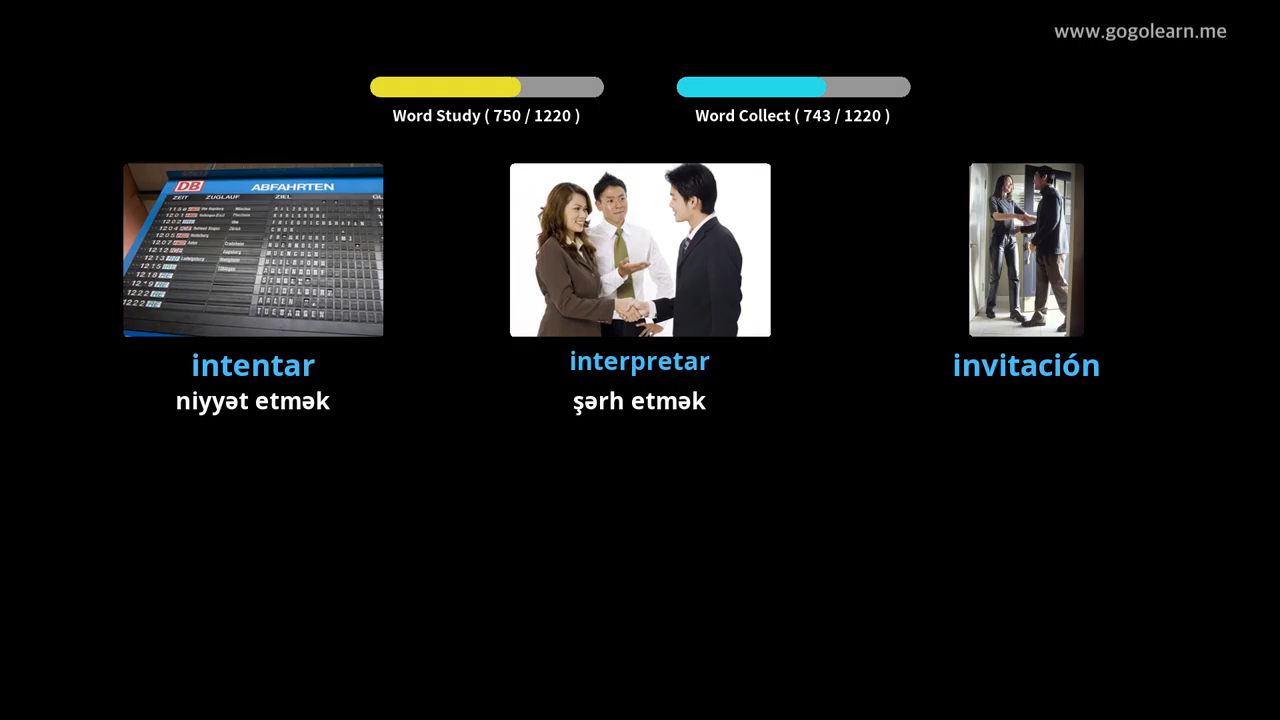 www.gogolearn.me
Word Study ( 750 / 1220 )
Word Collect ( 743 / 1220 )
DB ABFAHRTEN
ZEIT ZUGLAUF ZIEL
intentar
niyyət etmək
interpretar
şərh etmək
invitación